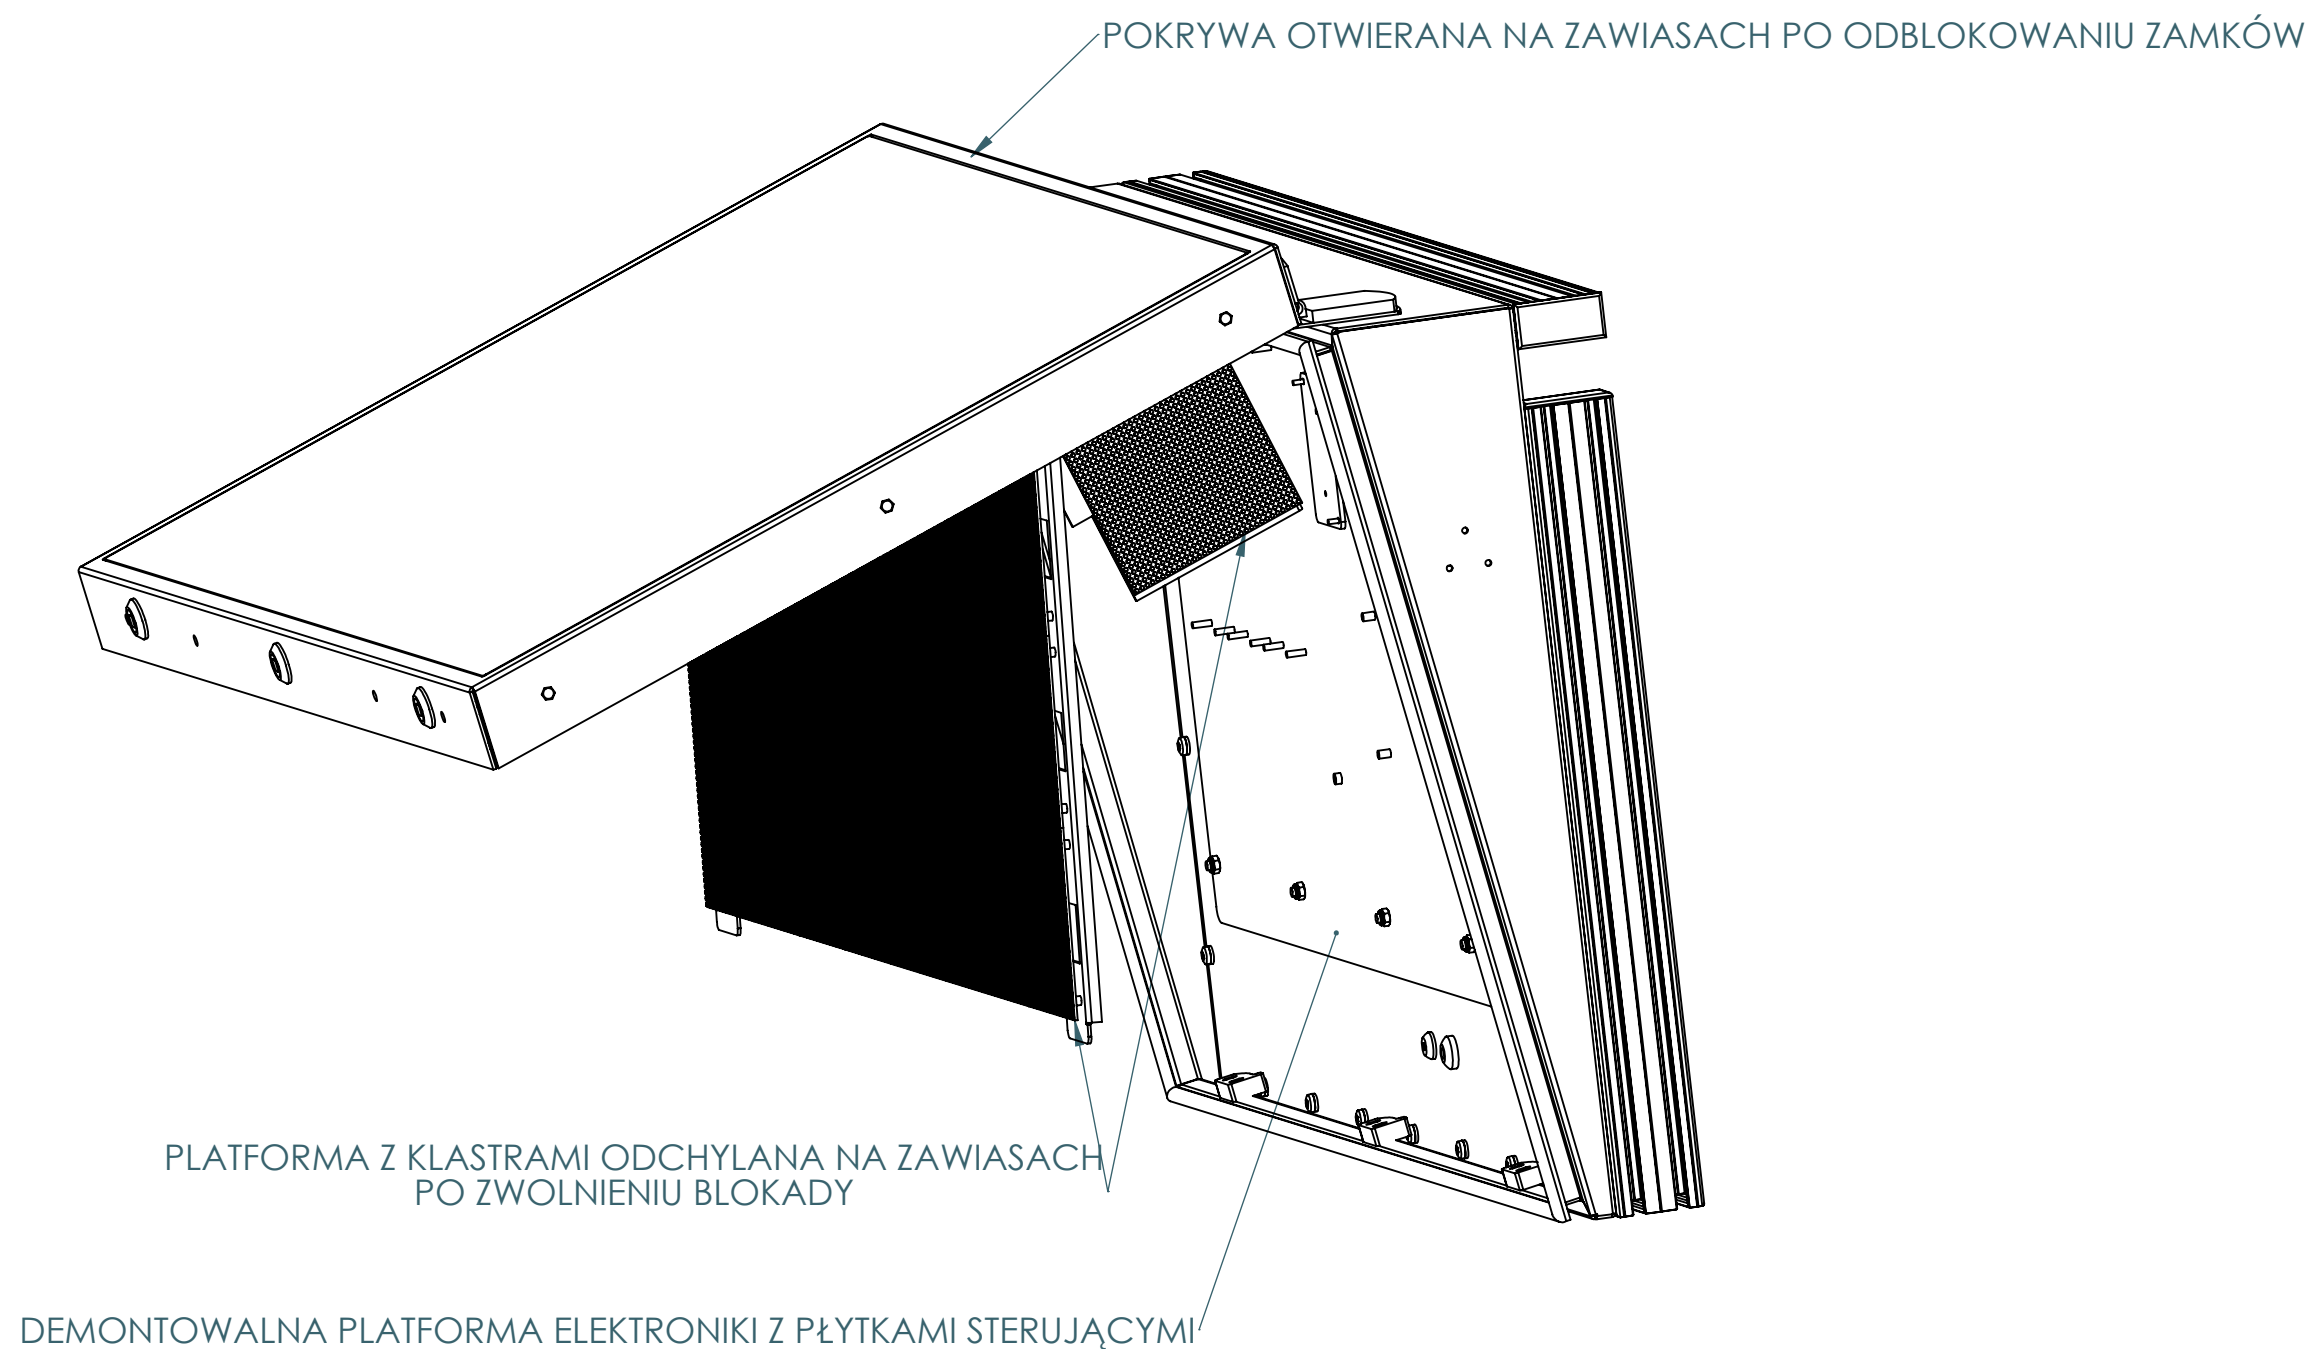 POKRYWA OTWIERANA NA ZAWIASACH PO ODBLOKOWANIU ZAMKÓW
PLATFORMA Z KLASTRAMI ODCHYLANA NA ZAWIASACH
PO ZWOLNIENIU BLOKADY
DEMONTOWALNA PLATFORMA ELEKTRONIKI Z PŁYTKAMI STERUJĄCYMI